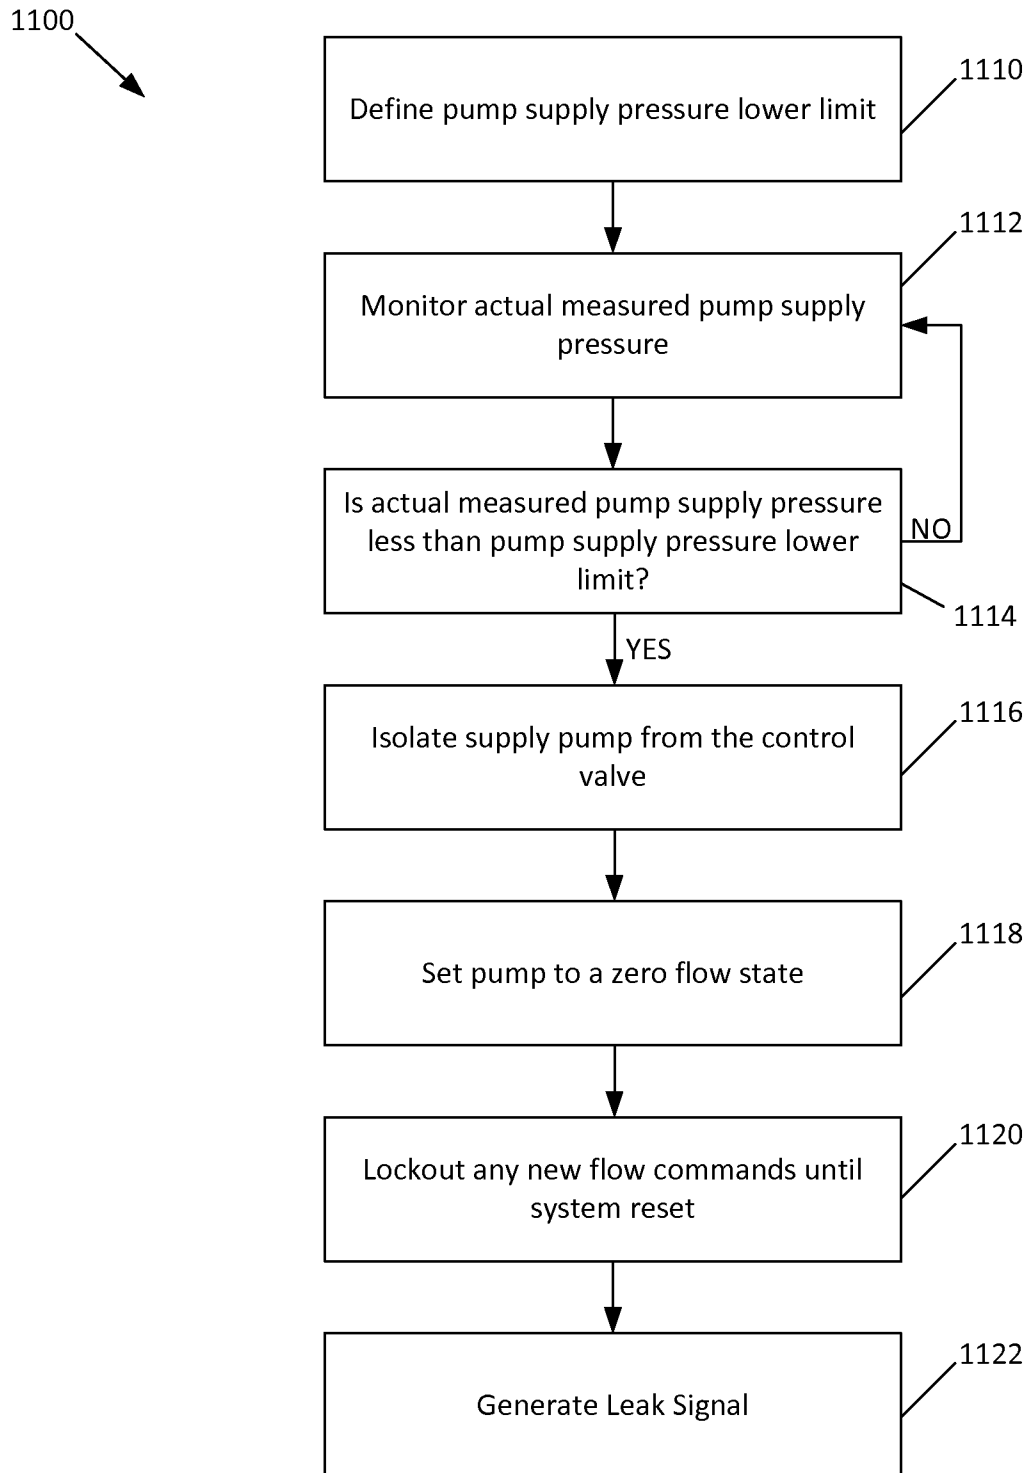 1100
Define pump supply pressure lower limit
1110
1112
Monitor actual measured pump supply
pressure
Is actual measured pump supply pressure
less than pump supply pressure lower
limit?
NO
1114
YES
1116
Isolate supply pump from the control
valve
1118
Set pump to a zero flow state
1120
Lockout any new flow commands until
system reset
1122
Generate Leak Signal